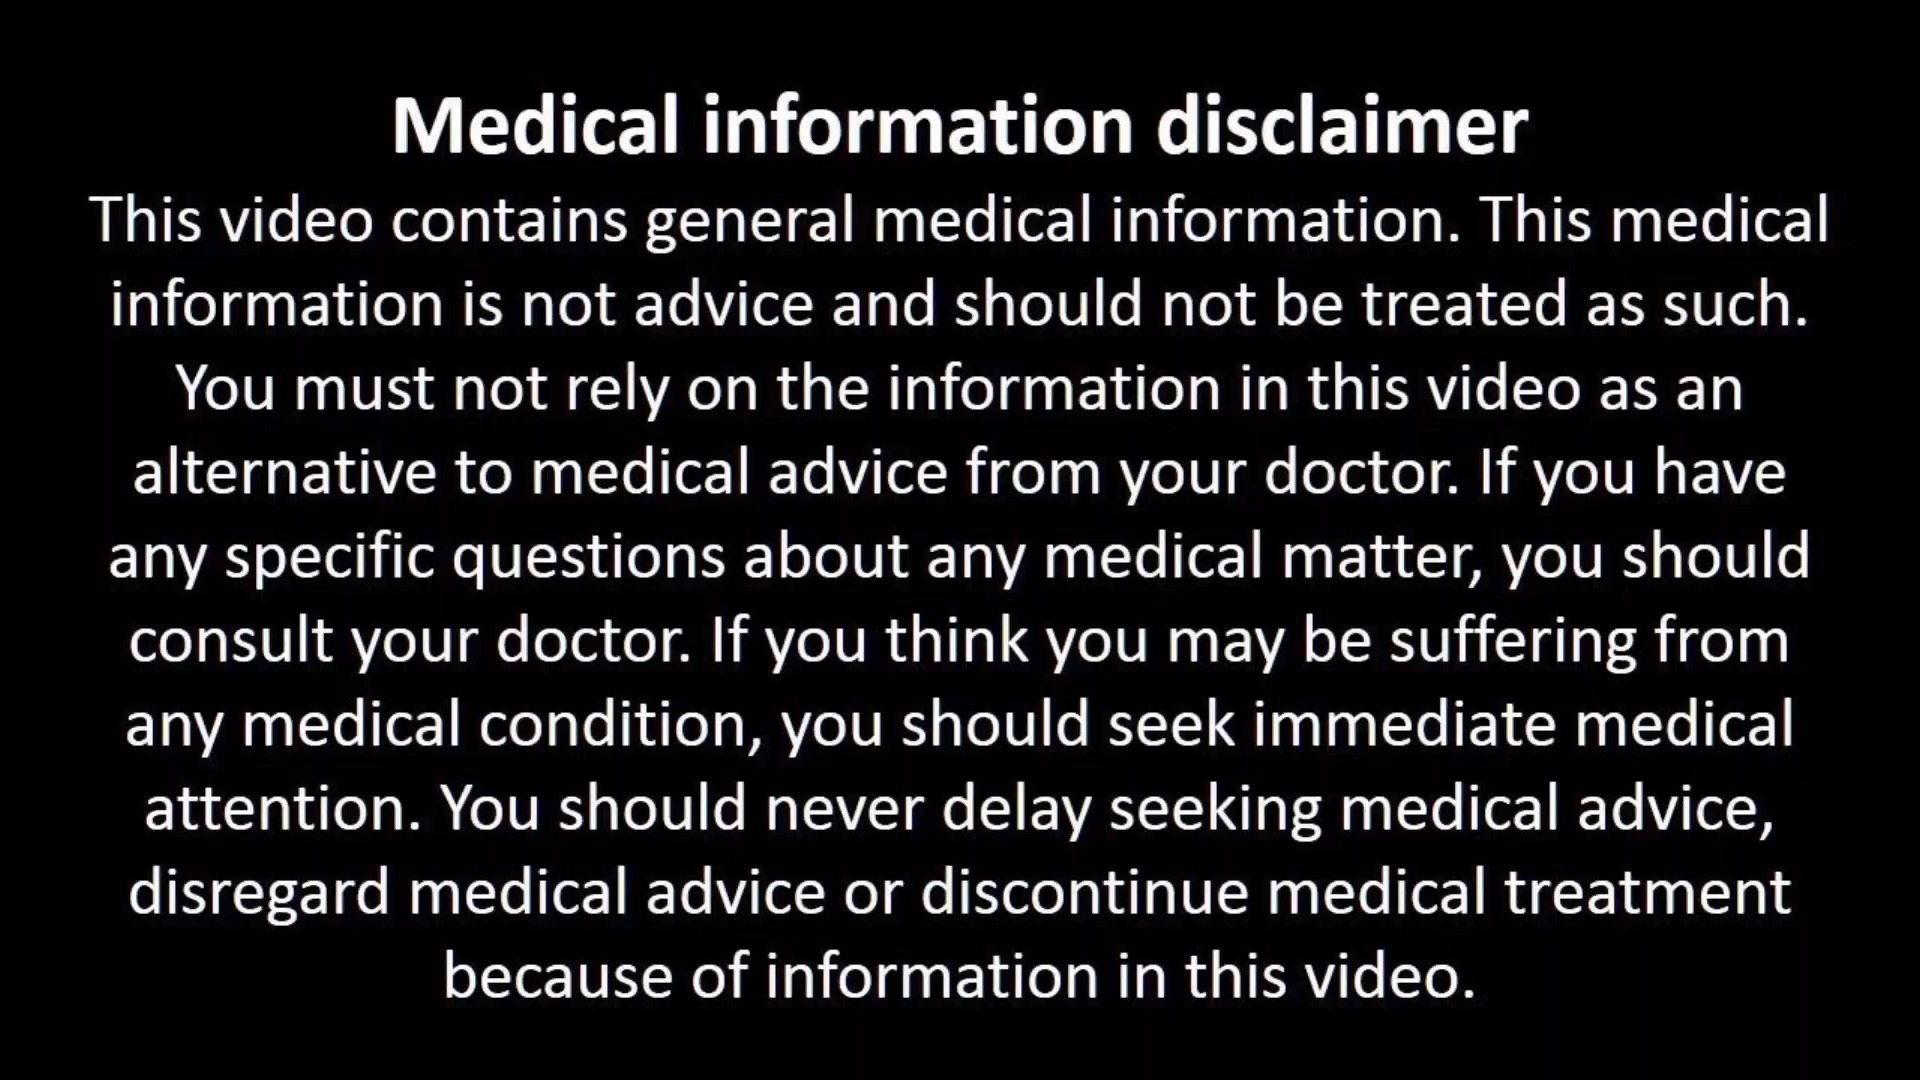 Medical information disclaimer
This video contains general medical information. This medical
information is not advice and should not be treated as such.
You must not rely on the information in this video as an
alternative to medical advice from your doctor. If you have
any specific questions about any medical matter, you should
consult your doctor. If you think you may be suffering from
any medical condition, you should seek immediate medical
attention. You should never delay seeking medical advice,
disregard medical advice or discontinue medical treatment
because of information in this video.